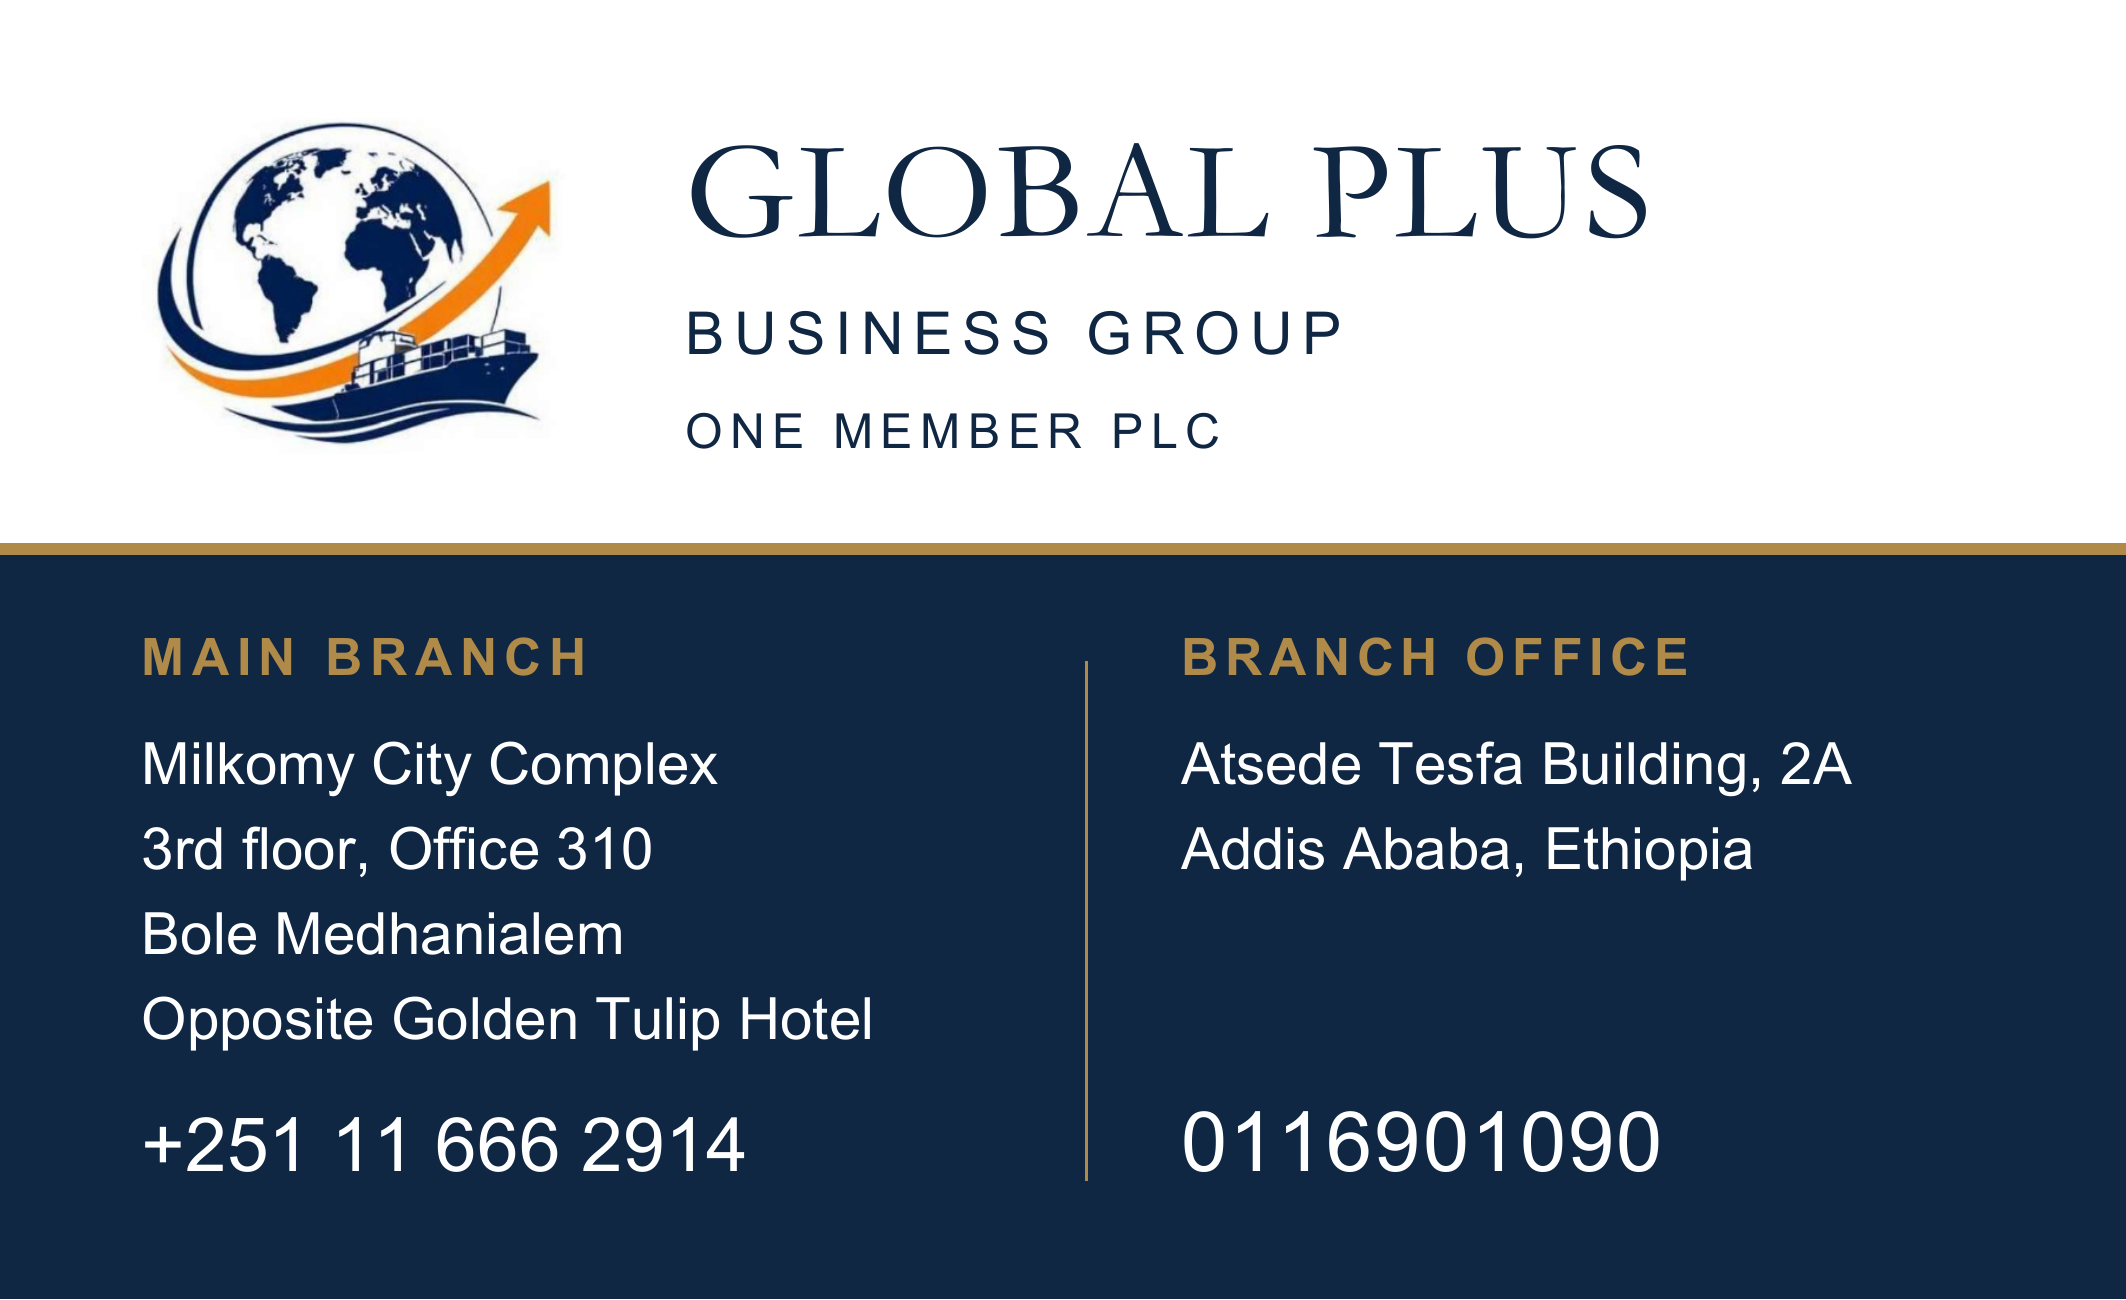 GLOBAL PLUS
BUSINESS GROUP
ONE MEMBER PLC
MAIN BRANCH
Milkomy City Complex
3rd floor, Office 310
Bole Medhanialem
Opposite Golden Tulip Hotel
+251 11 666 2914
BRANCH OFFICE
Atsede Tesfa Building, 2A
Addis Ababa, Ethiopia
0116901090